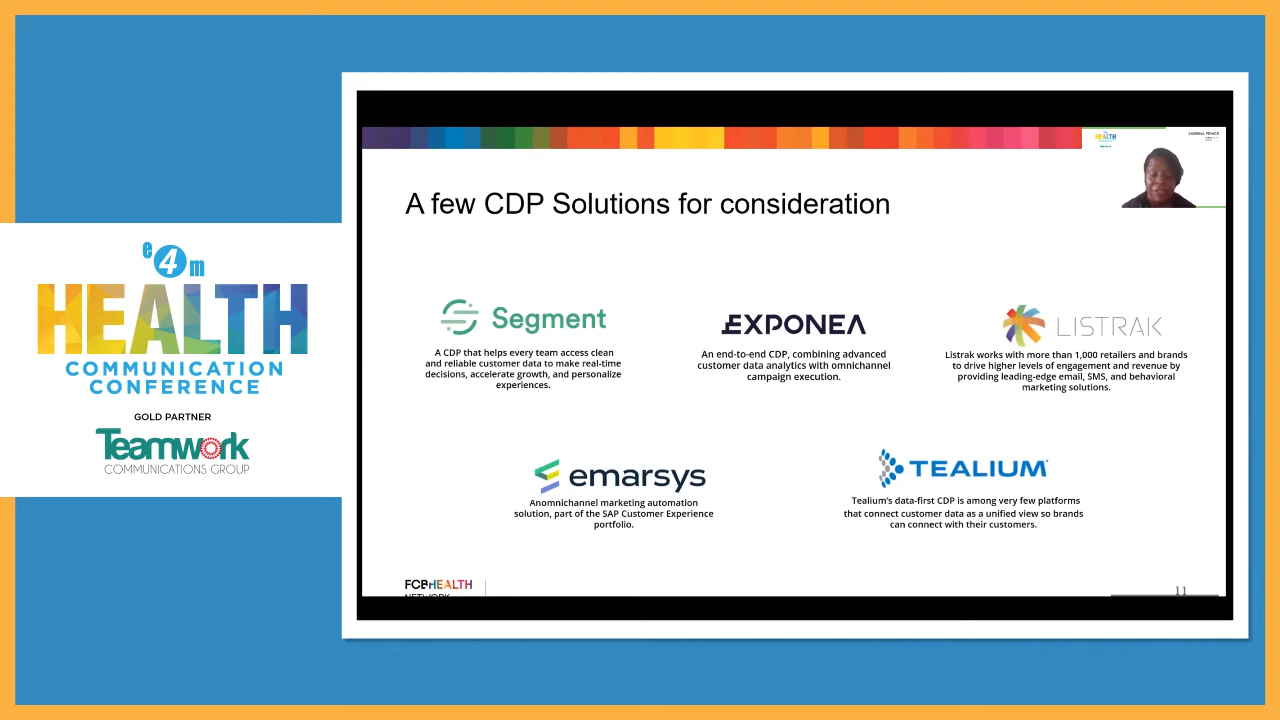 e4m
HEALTH
COMMUNICATION
CONFERENCE
GOLD PARTNER
Teamwork
COMMUNICATIONS GROUP
HEALTH
SABRINA PRINCE
A few CDP Solutions for consideration
Segment
A CDP that helps every team access clean
and reliable customer data to make real-time
decisions, accelerate growth, and personalize
experiences.
EXPONEA
An end-to-end CDP, combining advanced
customer data analytics with omnichannel
campaign execution.
LISTRAK
Listrak works with more than 1,000 retailers and brands
to drive higher levels of engagement and revenue by
providing leading-edge email, SMS, and behavioral
marketing solutions.
emarsys
Anomnichannel marketing automation
solution, part of the SAP Customer Experience
portfolio.
TEALIUM
Tealium's data-first CDP is among very few platforms
that connect customer data as a unified view so brands
can connect with their customers.
FCBHEALTH
NETWORK
11